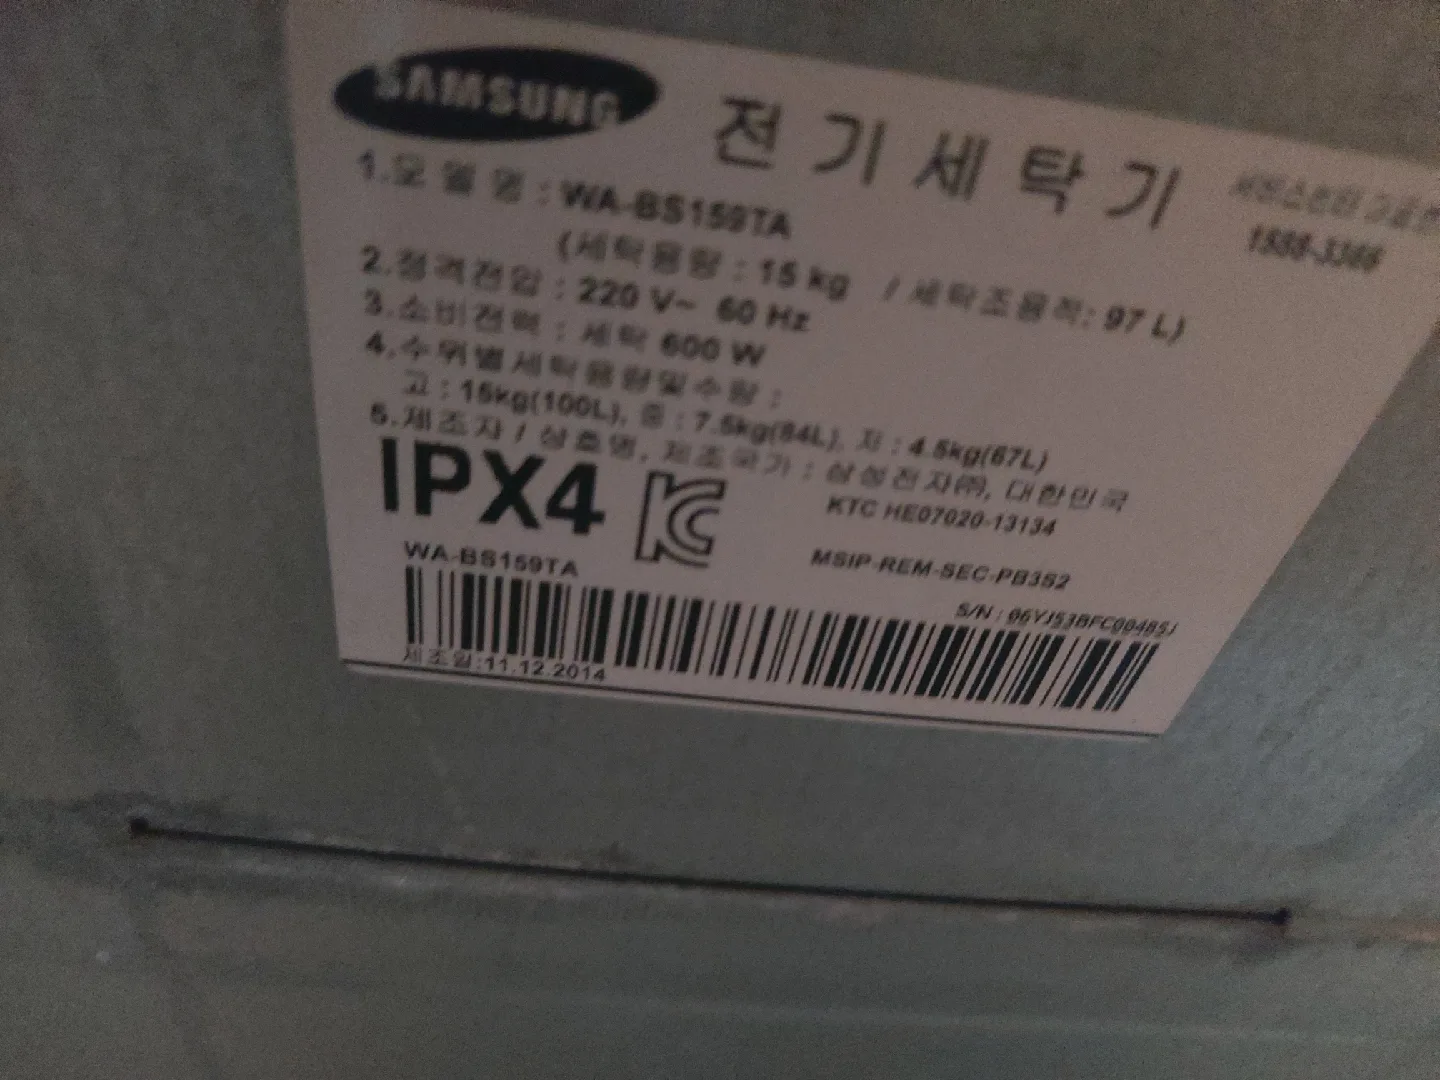 SAMSUNG 전기세탁기
1.모델명 : WA-BS159TA
(세탁용량 : 15 kg / 세탁조용적: 97 L)
2.정격전압 : 220 V~ 60 Hz
3.소비전력 : 세탁 600 W
4.수위별세탁용량및수량 :
고 : 15kg(100L), 중 : 7.5kg(84L), 저 : 4.5kg(67L)
5.제조자 / 상호명, 제조국가 : 삼성전자㈜, 대한민국
IPX4
KC
KTC HE07020-13134
MSIP-REM-SEC-PB3S2
WA-BS159TA
S/N :
제조일:11.12.2014